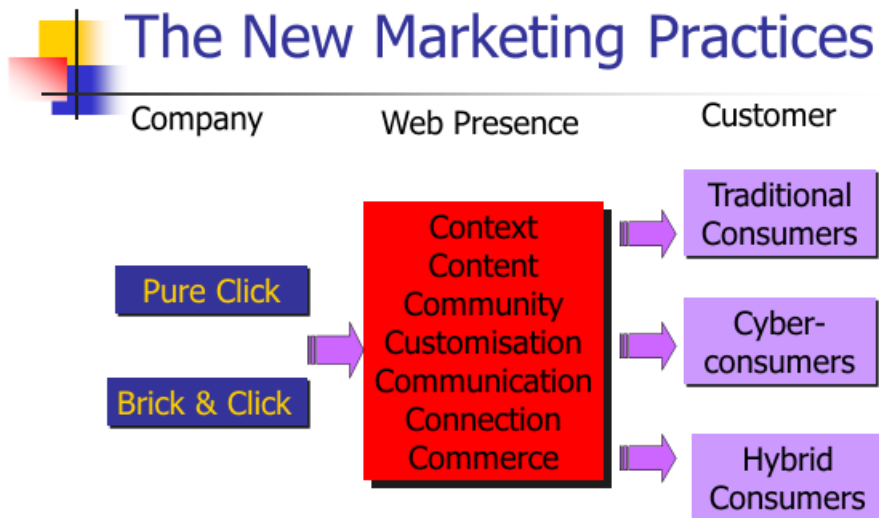 The New Marketing Practices
Company
Web Presence
Customer
Pure Click
Brick & Click
Context
Content
Community
Customisation
Communication
Connection
Commerce
Traditional
Consumers
Cyber-
consumers
Hybrid
Consumers